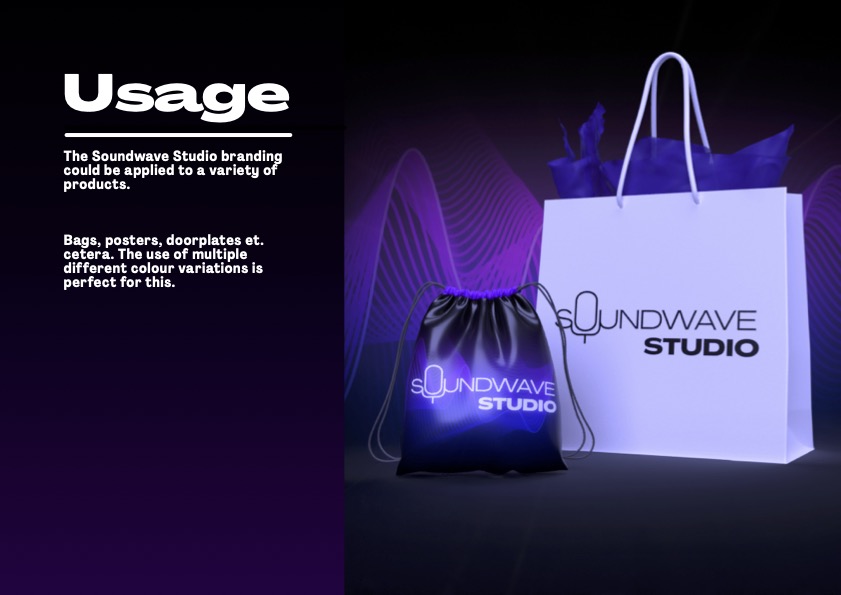 Usage
The Soundwave Studio branding
could be applied to a variety of
products.
Bags, posters, doorplates et.
cetera. The use of multiple
different colour variations is
perfect for this.
SOUNDWAVE
STUDIO
SOUNDWAVE
STUDIO